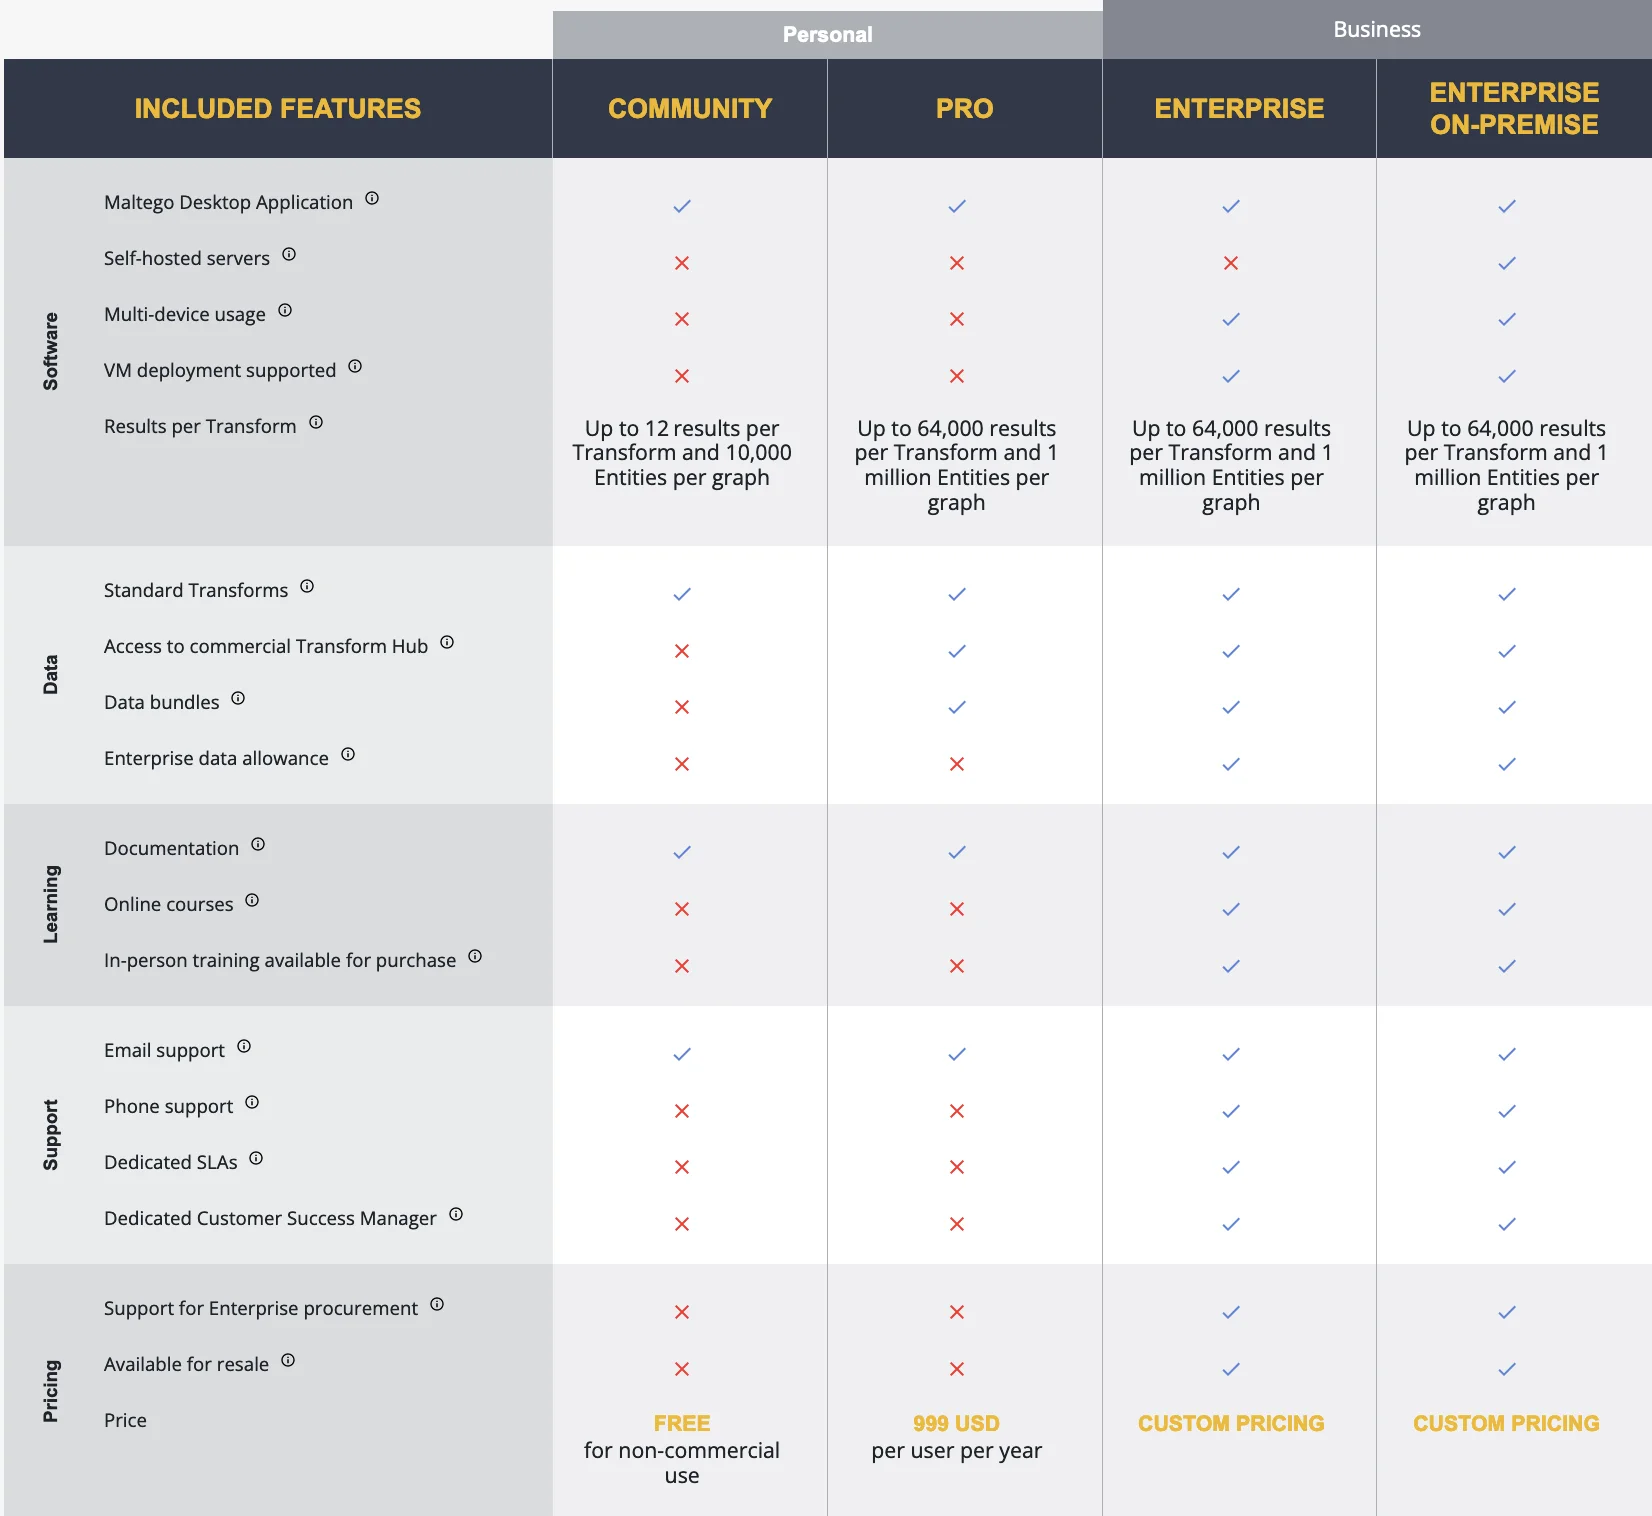 Personal
Business
INCLUDED FEATURES
COMMUNITY
PRO
ENTERPRISE
ENTERPRISE
ON-PREMISE
Software
Maltego Desktop Application
Self-hosted servers
Multi-device usage
VM deployment supported
Results per Transform
Up to 12 results per
Transform and 10,000
Entities per graph
Up to 64,000 results
per Transform and 1
million Entities per
graph
Up to 64,000 results
per Transform and 1
million Entities per
graph
Up to 64,000 results
per Transform and 1
million Entities per
graph
Data
Standard Transforms
Access to commercial Transform Hub
Data bundles
Enterprise data allowance
Learning
Documentation
Online courses
In-person training available for purchase
Support
Email support
Phone support
Dedicated SLAs
Dedicated Customer Success Manager
Pricing
Support for Enterprise procurement
Available for resale
Price
FREE
for non-commercial
use
999 USD
per user per year
CUSTOM PRICING
CUSTOM PRICING